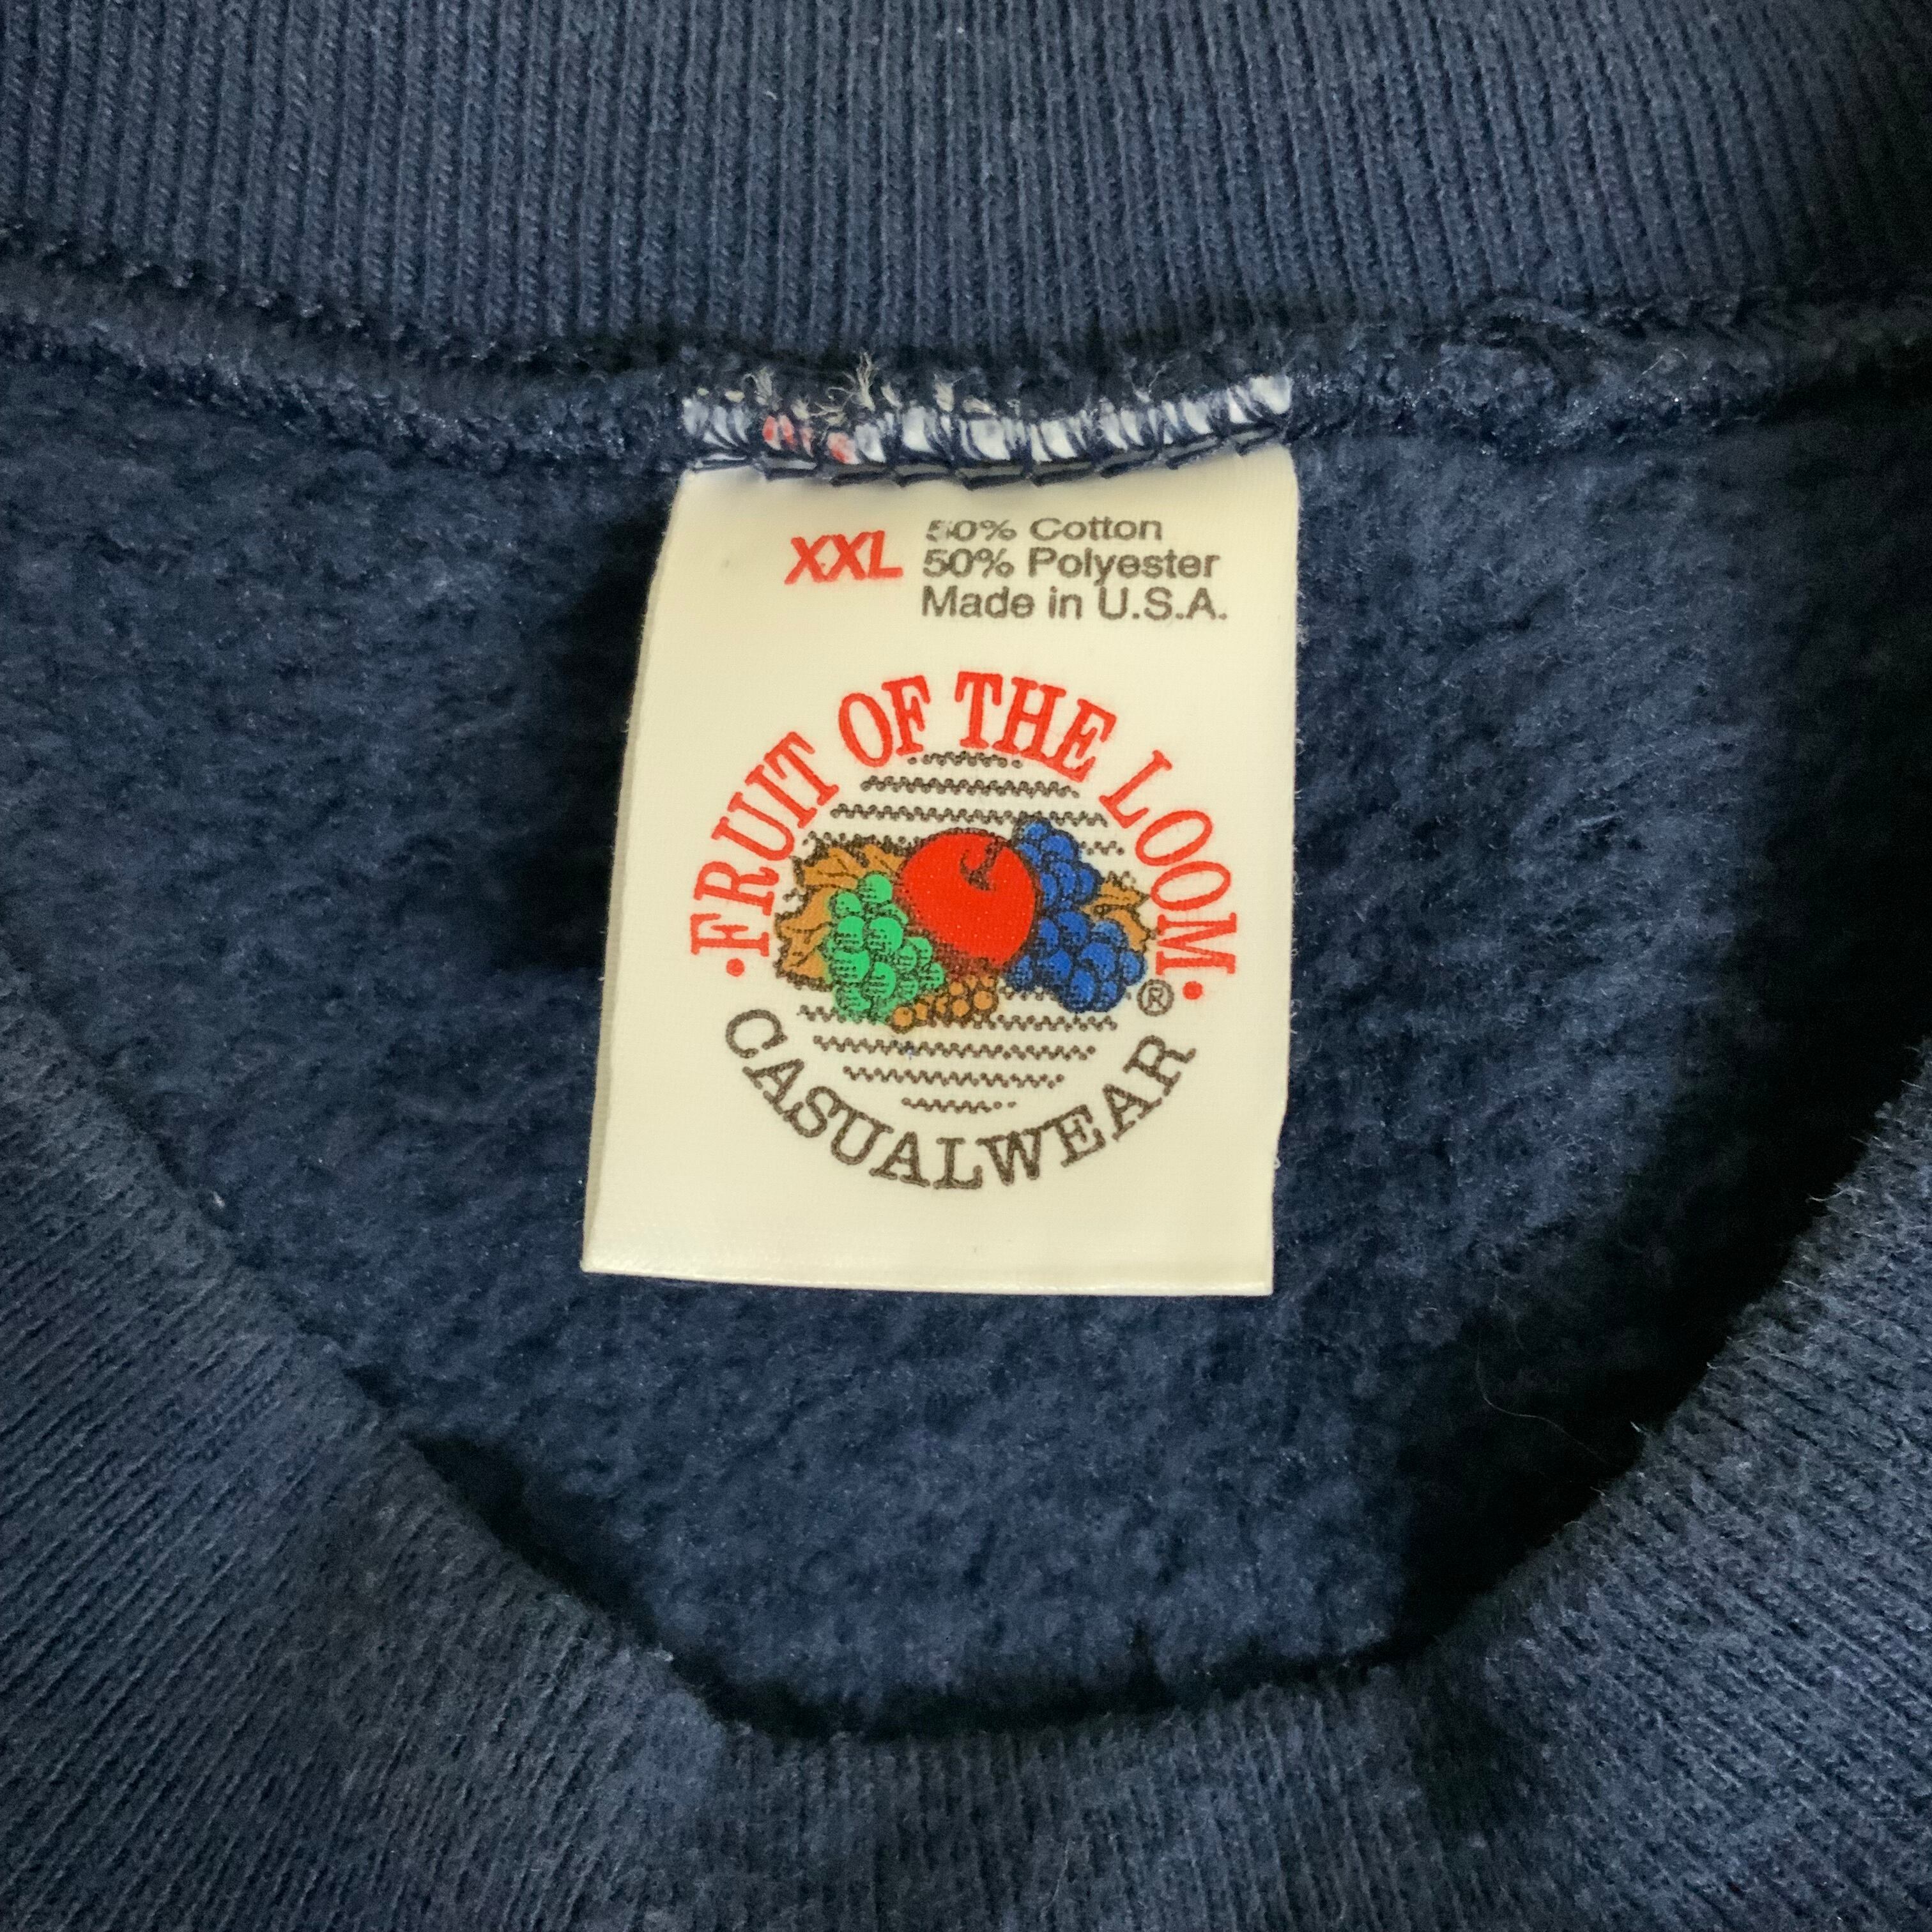 XXL
50% Cotton
50% Polyester
Made in U.S.A.
·FRUIT OF THE LOOM·
®
CASUALWEAR